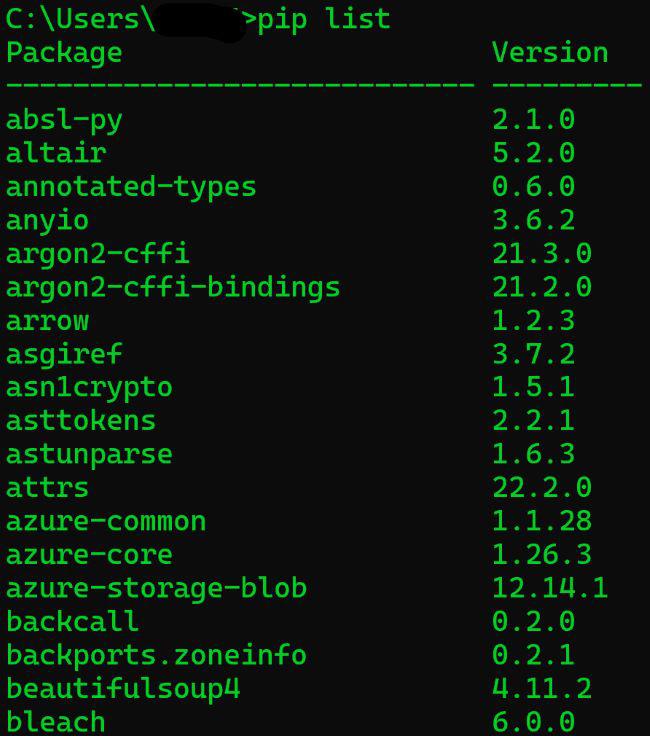 C:\Users\ >pip list
Package Version
---------------------------- ---------
absl-py 2.1.0
altair 5.2.0
annotated-types 0.6.0
anyio 3.6.2
argon2-cffi 21.3.0
argon2-cffi-bindings 21.2.0
arrow 1.2.3
asgiref 3.7.2
asn1crypto 1.5.1
asttokens 2.2.1
astunparse 1.6.3
attrs 22.2.0
azure-common 1.1.28
azure-core 1.26.3
azure-storage-blob 12.14.1
backcall 0.2.0
backports.zoneinfo 0.2.1
beautifulsoup4 4.11.2
bleach 6.0.0